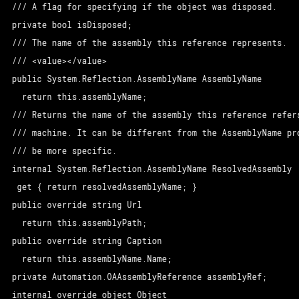 /// A flag for specifying if the object was disposed.
private bool isDisposed;
/// The name of the assembly this reference represents.
/// <value></value>
public System.Reflection.AssemblyName AssemblyName
return this.assemblyName;
/// Returns the name of the assembly this reference refers
/// machine. It can be different from the AssemblyName pro
/// be more specific.
internal System.Reflection.AssemblyName ResolvedAssembly
get { return resolvedAssemblyName; }
public override string Url
return this.assemblyPath;
public override string Caption
return this.assemblyName.Name;
private Automation.OAAssemblyReference assemblyRef;
internal override object Object